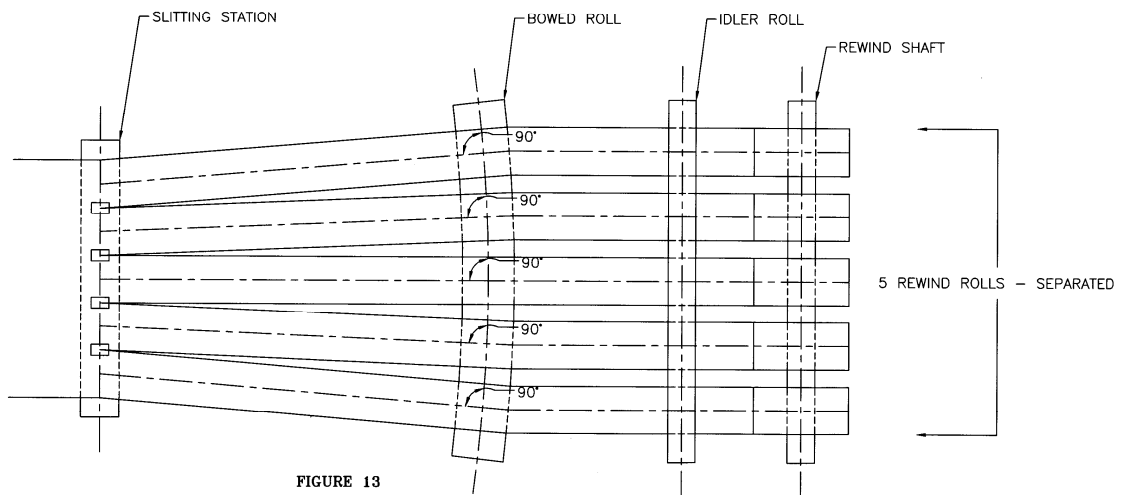 SLITTING STATION
BOWED ROLL
IDLER ROLL
REWIND SHAFT
90°
90°
90°
90°
90°
5 REWIND ROLLS – SEPARATED
FIGURE 13